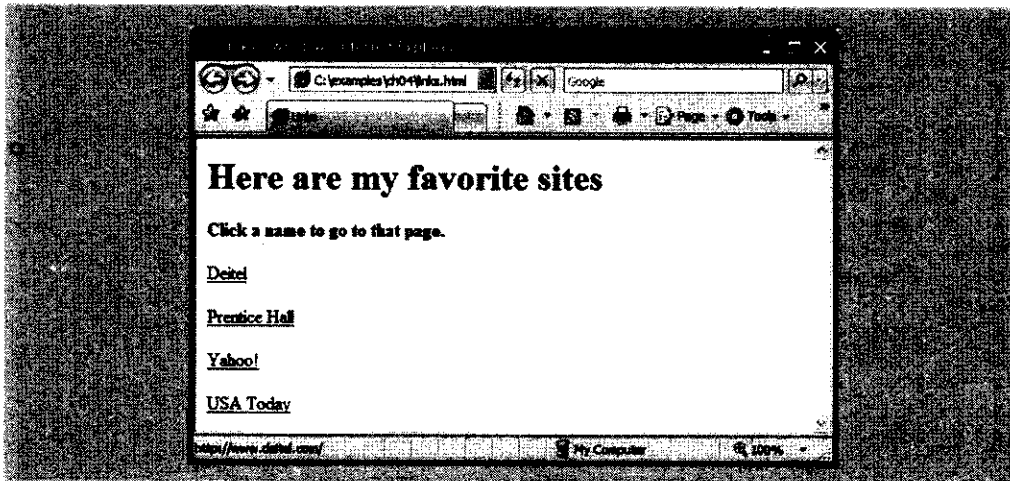 C:\examples\ch04\links.html Google
Links Page Tools
Here are my favorite sites
Click a name to go to that page.
Deitel
Prentice Hall
Yahoo!
USA Today
http://www.deitel.com/ My Computer 100%